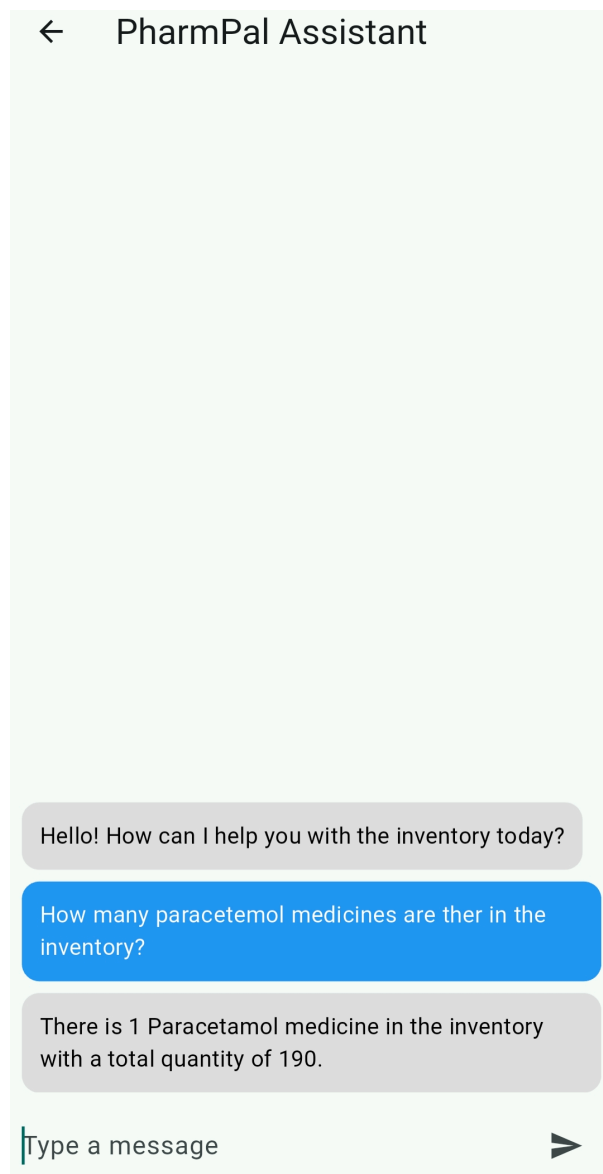 PharmPal Assistant
Hello! How can I help you with the inventory today?
How many paracetemol medicines are ther in the
inventory?
There is 1 Paracetamol medicine in the inventory
with a total quantity of 190.
Type a message